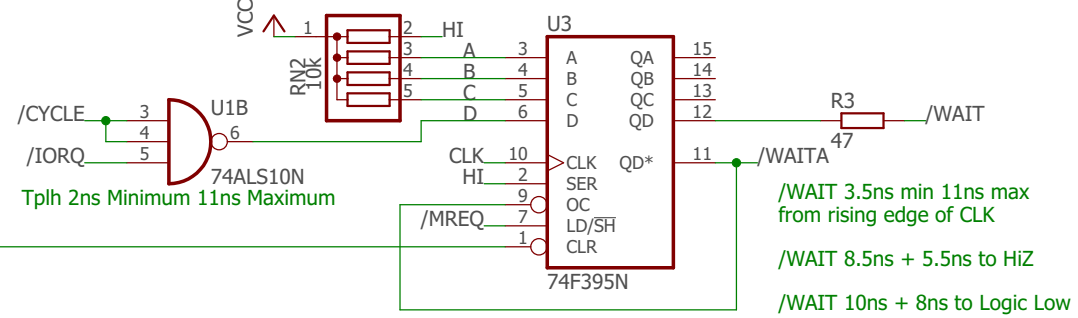 VCC
1
2
HI
3
4
5
RN2
10k
A
B
C
D
3
4
5
6
U3
A
B
C
D
QA
QB
QC
QD
15
14
13
12
R3
47
/WAIT
/CYCLE
/IORQ
3
4
5
U1B
6
74ALS10N
Tplh 2ns Minimum 11ns Maximum
CLK
HI
/MREQ
10
2
9
7
1
CLK
SER
OC
LD/SH
CLR
QD*
11
/WAITA
74F395N
/WAIT 3.5ns min 11ns max
from rising edge of CLK
/WAIT 8.5ns + 5.5ns to HiZ
/WAIT 10ns + 8ns to Logic Low